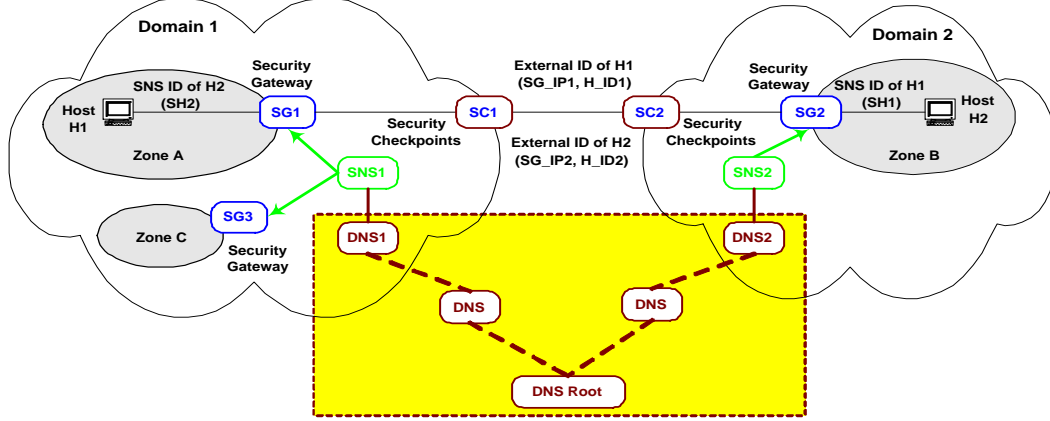 Domain 1
Domain 2
Security
Gateway
External ID of H1
(SG_IP1, H_ID1)
Security
Gateway
SNS ID of H2
(SH2)
SNS ID of H1
(SH1)
Host
H1
SG1
SC1
SC2
SG2
Host
H2
Security
Checkpoints
External ID of H2
(SG_IP2, H_ID2)
Security
Checkpoints
Zone A
Zone B
SNS1
SNS2
SG3
Zone C
Security
Gateway
DNS1
DNS2
DNS
DNS
DNS Root